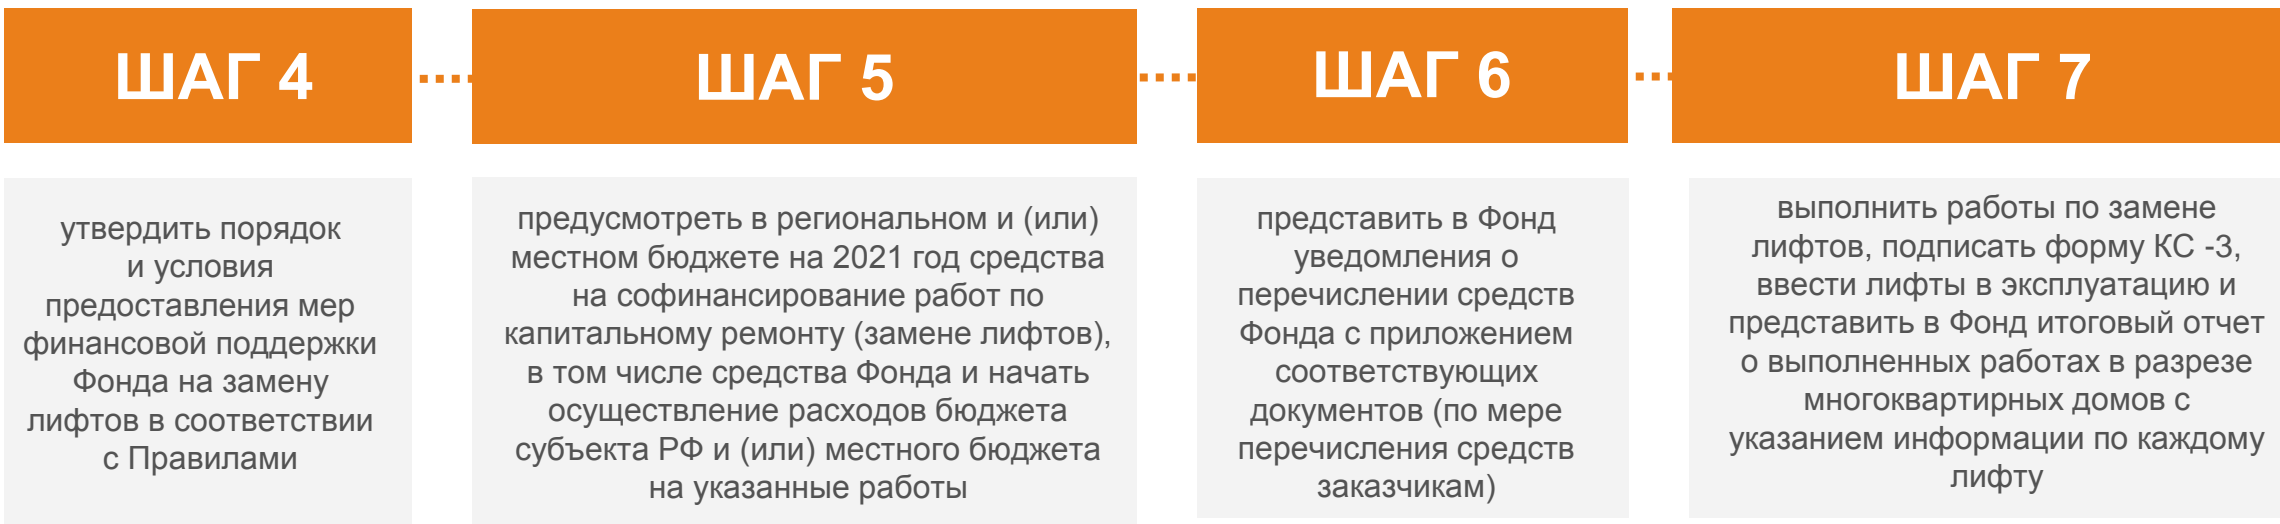 ШАГ 4
утвердить порядок
и условия
предоставления мер
финансовой поддержки
Фонда на замену
лифтов в соответствии
с Правилами
ШАГ 5
предусмотреть в региональном и (или)
местном бюджете на 2021 год средства
на софинансирование работ по
капитальному ремонту (замене лифтов),
в том числе средства Фонда и начать
осуществление расходов бюджета
субъекта РФ и (или) местного бюджета
на указанные работы
ШАГ 6
представить в Фонд
уведомления о
перечислении средств
Фонда с приложением
соответствующих
документов (по мере
перечисления средств
заказчикам)
ШАГ 7
выполнить работы по замене
лифтов, подписать форму КС -3,
ввести лифты в эксплуатацию и
представить в Фонд итоговый отчет
о выполненных работах в разрезе
многоквартирных домов с
указанием информации по каждому
лифту